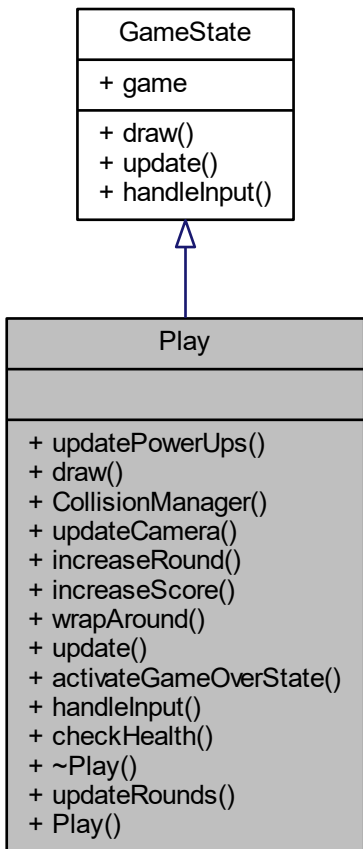 GameState
+ game
+ draw()
+ update()
+ handleInput()
Play
+ updatePowerUps()
+ draw()
+ CollisionManager()
+ updateCamera()
+ increaseRound()
+ increaseScore()
+ wrapAround()
+ update()
+ activateGameOverState()
+ handleInput()
+ checkHealth()
+ ~Play()
+ updateRounds()
+ Play()